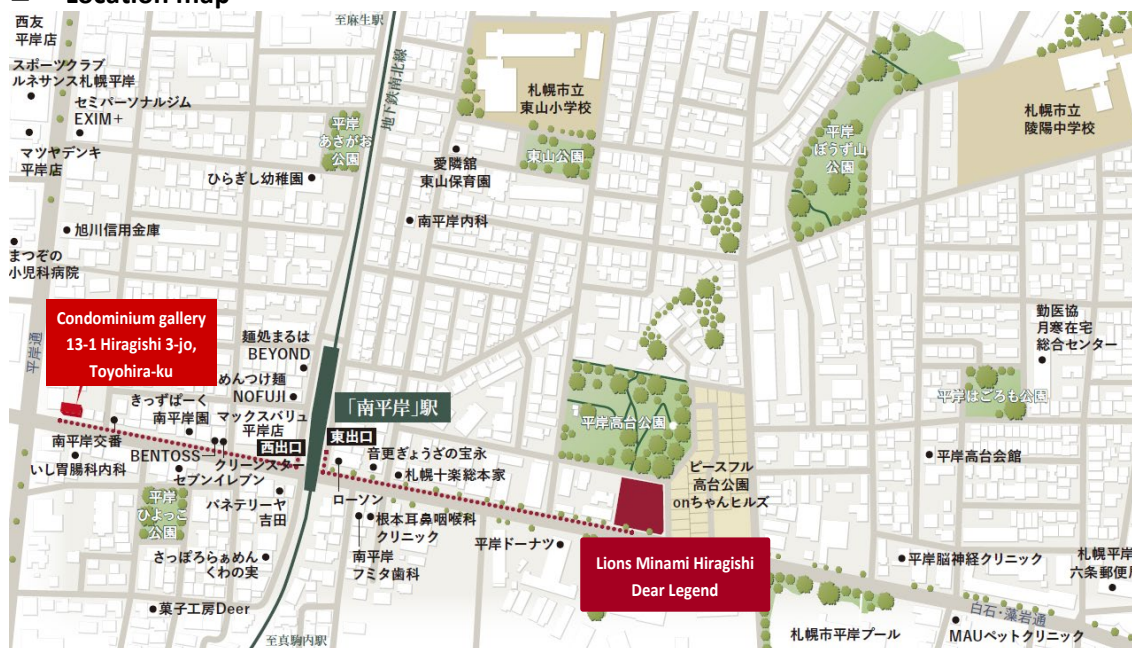 Location map
至麻生駅
地下鉄南北線
西友
平岸店
スポーツクラブ
ルネサンス札幌平岸
セミパーソナルジム
EXIM+
マツヤデンキ
平岸店
平岸
あさがお
公園
ひらぎし幼稚園
札幌市立
東山小学校
東山公園
愛隣舘
東山保育園
南平岸内科
平岸
ぼうず山
公園
札幌市立
陵陽中学校
旭川信用金庫
まつぞの
小児科病院
平岸通
Condominium gallery
13-1 Hiragishi 3-jo,
Toyohira-ku
麺処まるは
BEYOND
めんつけ麺
NOFUJI
きっずぱーく
南平岸園
マックスバリュ
平岸店
「南平岸」駅
西出口
東出口
南平岸交番
いし胃腸科内科
BENTOSS
クリーンスター
セブンイレブン
パネテリーヤ
吉田
平岸
ひよっこ
公園
さっぽろらぁめん
くわの実
菓子工房Deer
至真駒内駅
音更ぎょうざの宝永
札幌十楽総本家
ローソン
根本耳鼻咽喉科
クリニック
南平岸
フミタ歯科
平岸ドーナツ
平岸高台公園
ピースフル
高台公園
onちゃんヒルズ
Lions Minami Hiragishi
Dear Legend
勤医協
月寒在宅
総合センター
平岸はごろも公園
平岸高台会館
平岸脳神経クリニック
札幌平岸
六条郵便局
白石・藻岩通
MAUペットクリニック
札幌市平岸プール